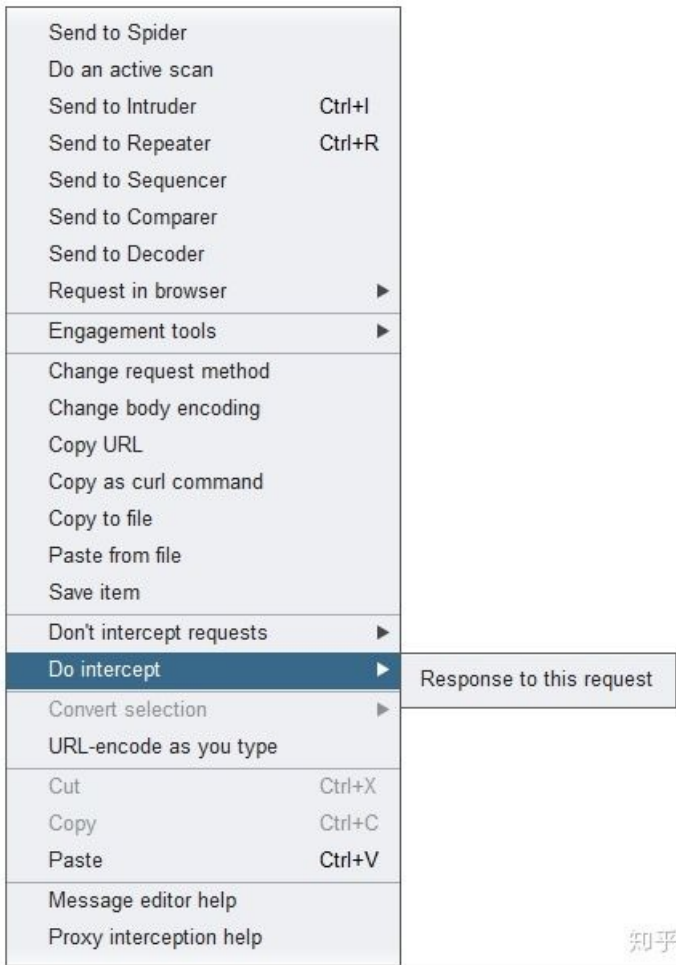 Send to Spider
Do an active scan
Send to Intruder Ctrl+I
Send to Repeater Ctrl+R
Send to Sequencer
Send to Comparer
Send to Decoder
Request in browser
Engagement tools
Change request method
Change body encoding
Copy URL
Copy as curl command
Copy to file
Paste from file
Save item
Don't intercept requests
Do intercept
Response to this request
Convert selection
URL-encode as you type
Cut Ctrl+X
Copy Ctrl+C
Paste Ctrl+V
Message editor help
Proxy interception help
知乎